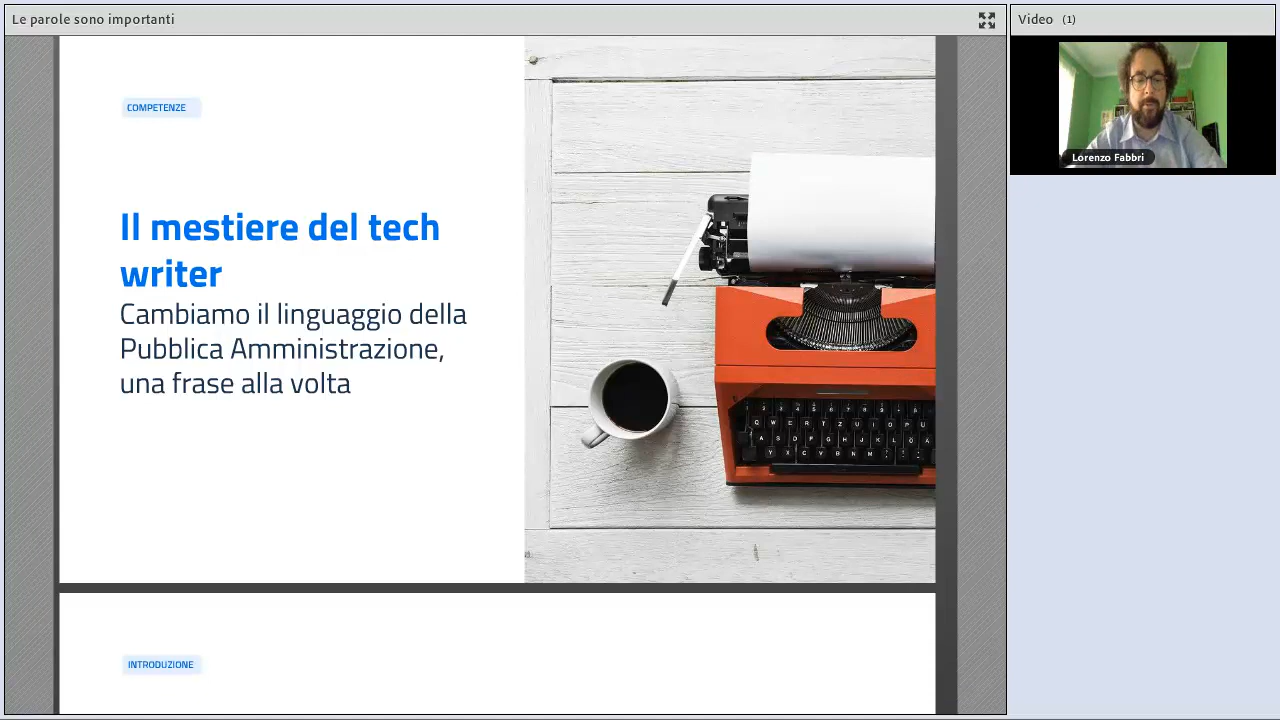 Le parole sono importanti
Video (1)
Lorenzo Fabbri
COMPETENZE
Il mestiere del tech
writer
Cambiamo il linguaggio della
Pubblica Amministrazione,
una frase alla volta
Q W E R T Z U I O P Ü
A S D F G H J K L Ö Ä
Y X C V B N M
INTRODUZIONE